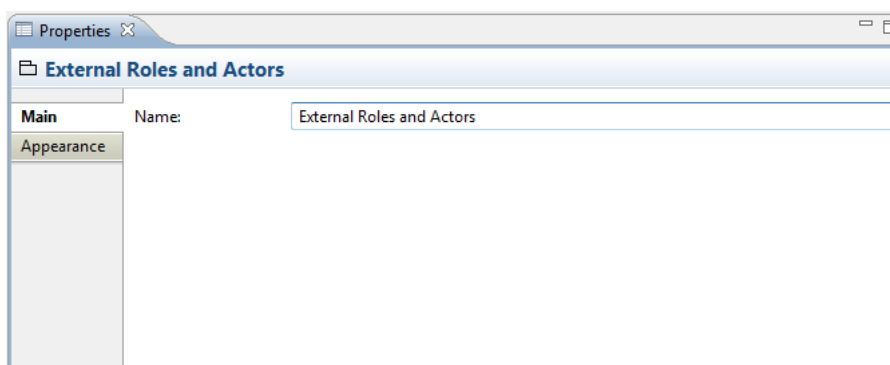 Properties
External Roles and Actors
Main
Name: External Roles and Actors
Appearance